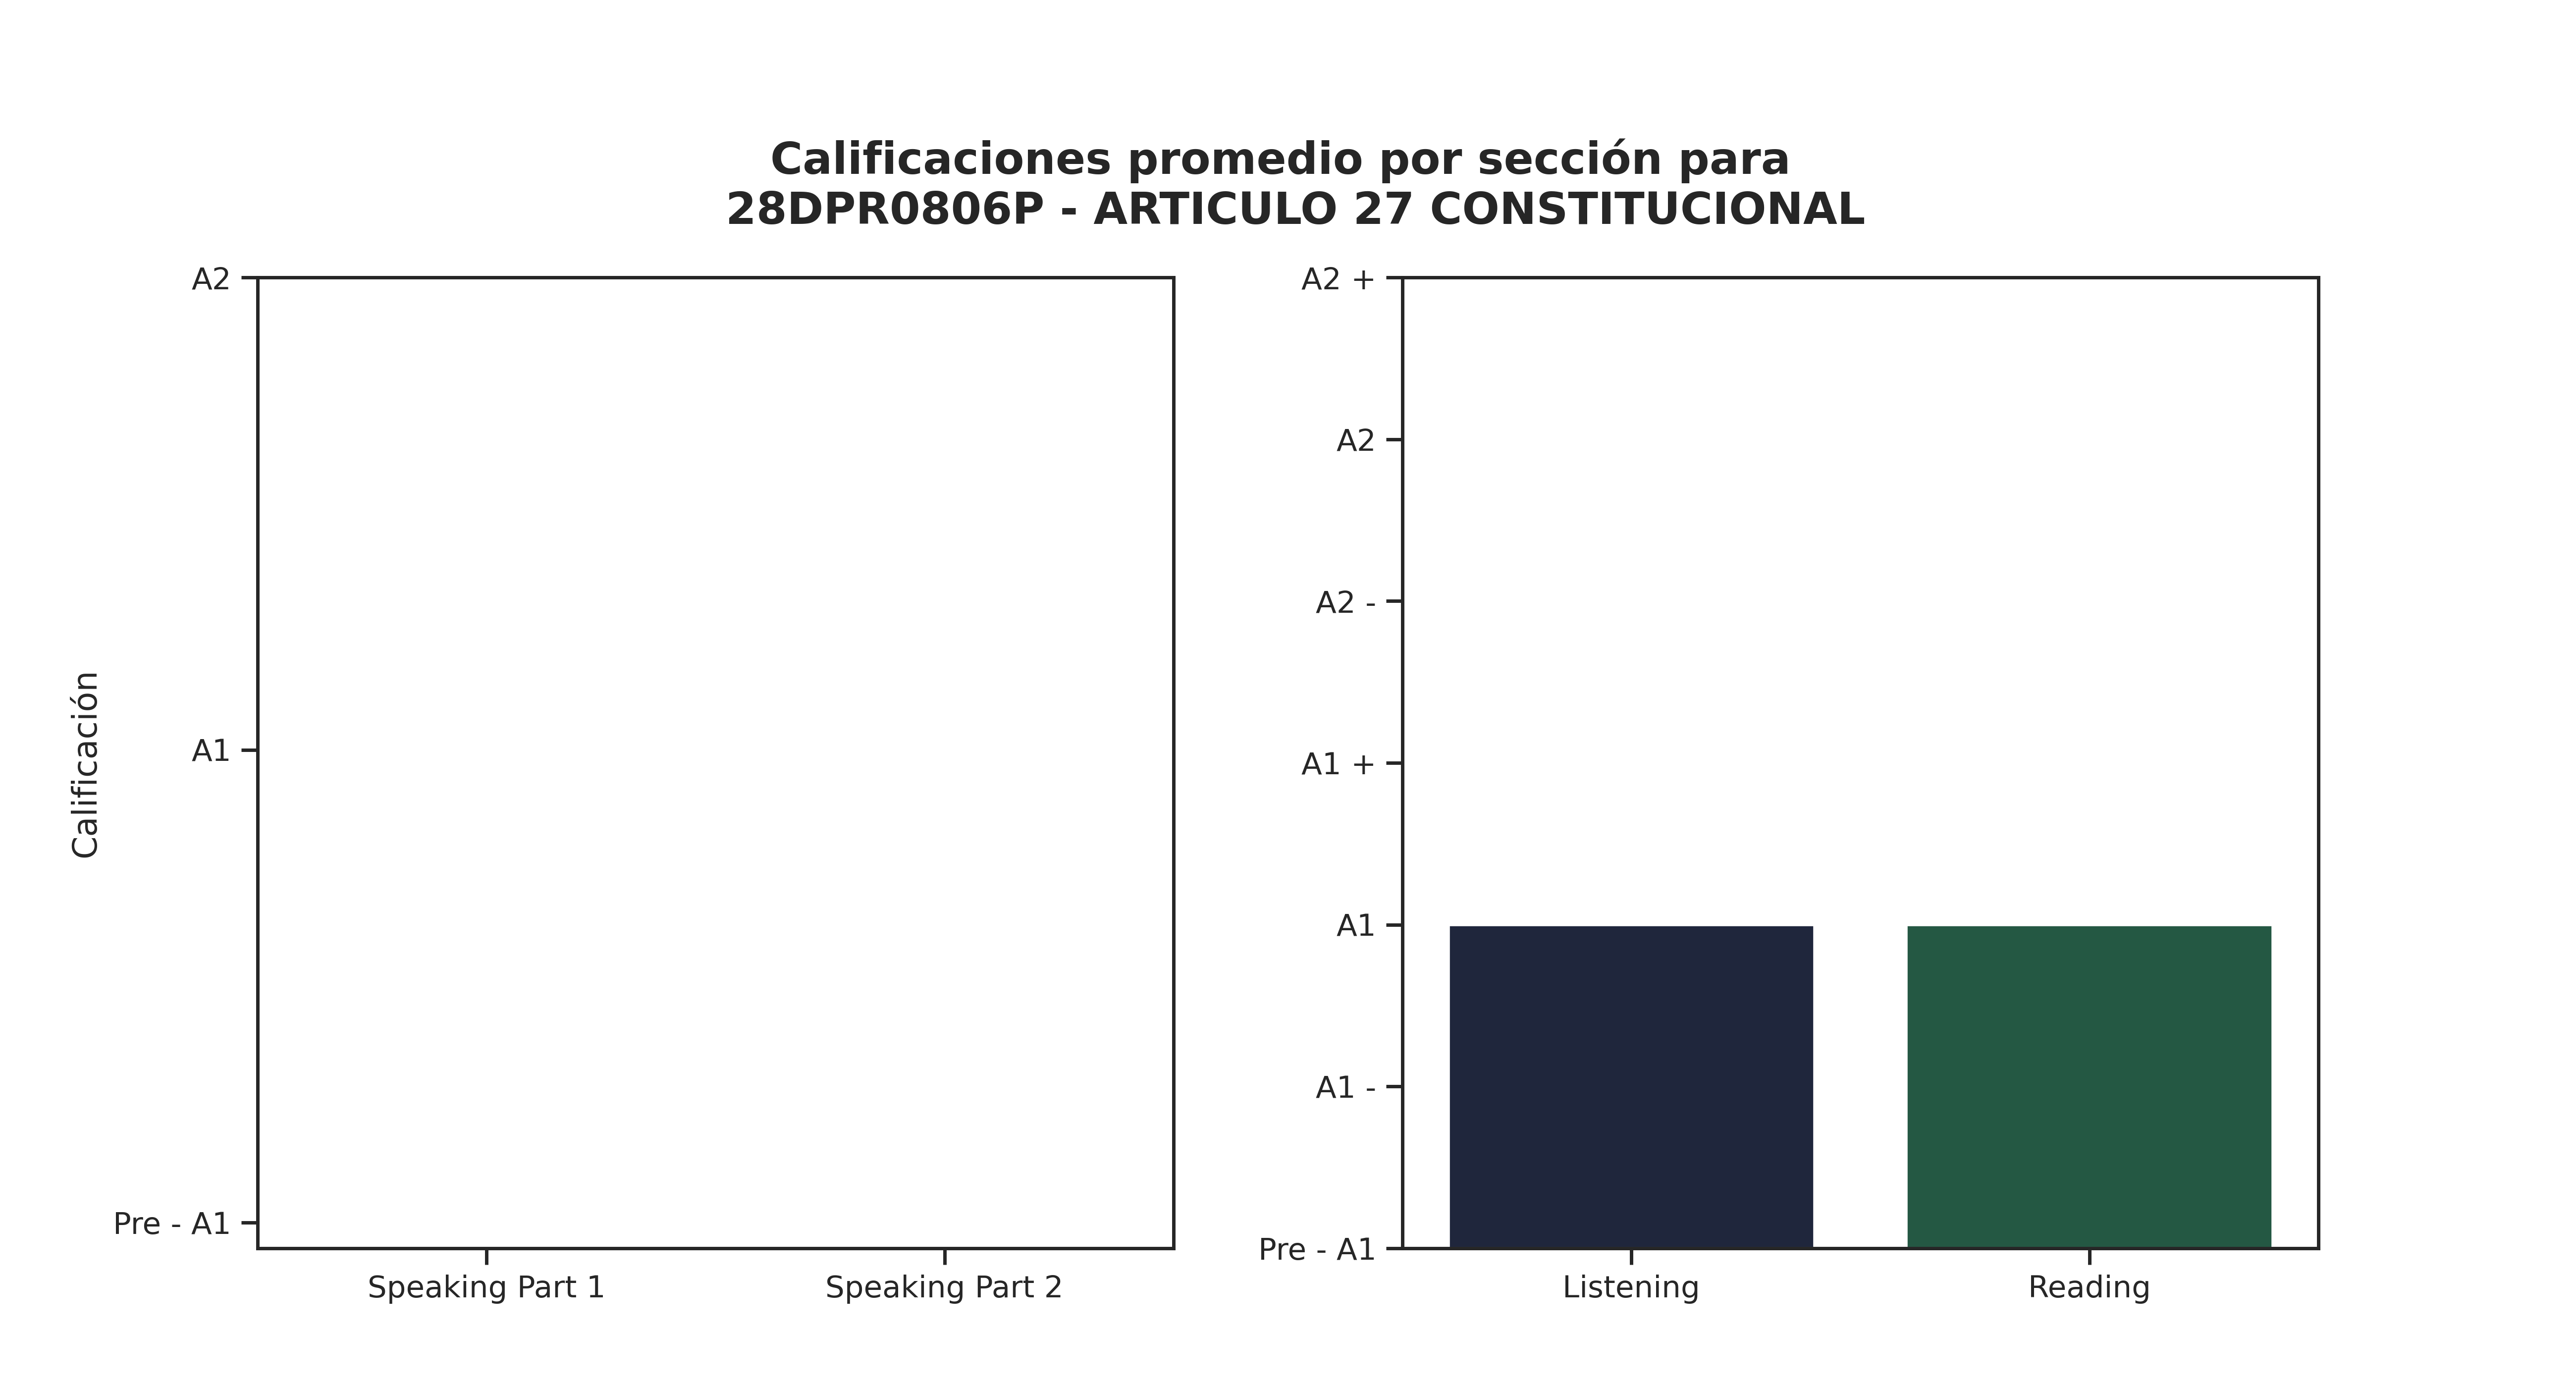 Calificaciones promedio por sección para
28DPR0806P - ARTICULO 27 CONSTITUCIONAL
Calificación
A2
A1
Pre - A1
Speaking Part 1
Speaking Part 2
A2 +
A2
A2 -
A1 +
A1
A1 -
Pre - A1
Listening
Reading